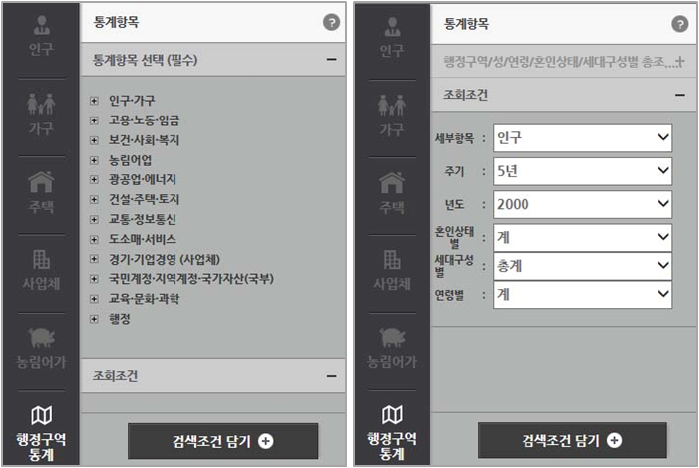 인구
가구
주택
사업체
농림어가
행정구역
통계
통계항목
?
통계항목 선택 (필수)
인구·가구
고용·노동·임금
보건·사회·복지
농림어업
광공업·에너지
건설·주택·토지
교통·정보통신
도소매·서비스
경기·기업경영 (사업체)
국민계정·지역계정·국가자산(국부)
교육·문화·과학
행정
조회조건
검색조건 담기
인구
가구
주택
사업체
농림어가
행정구역
통계
통계항목
?
행정구역/성/연령/혼인상태/세대구성별 총조...
조회조건
세부항목 : 인구
주기 : 5년
년도 : 2000
혼인상태
별 : 계
세대구성
별 : 총계
연령별 : 계
검색조건 담기